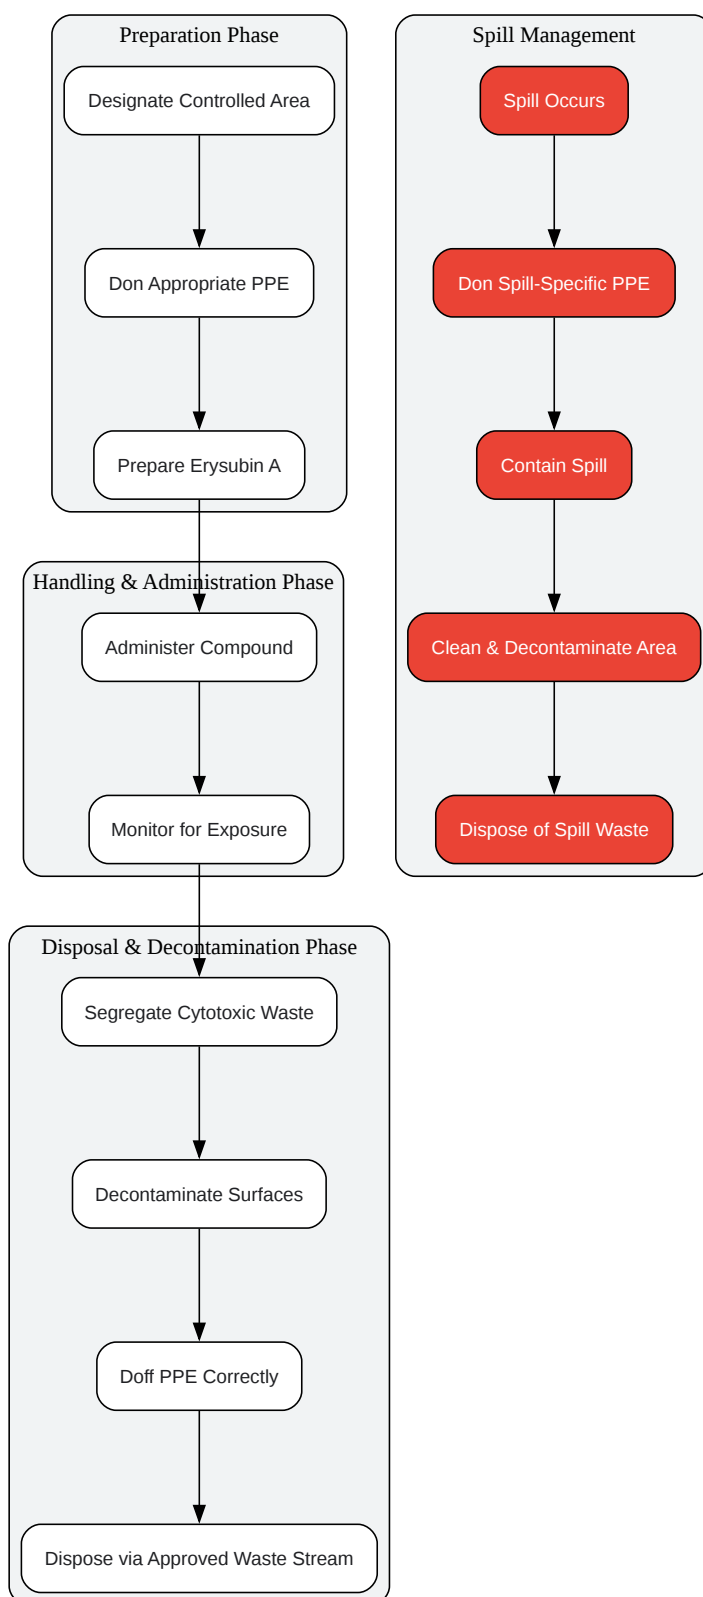 Preparation Phase
Designate Controlled Area
Don Appropriate PPE
Prepare Erysubin A
Handling & Administration Phase
Administer Compound
Monitor for Exposure
Disposal & Decontamination Phase
Segregate Cytotoxic Waste
Decontaminate Surfaces
Doff PPE Correctly
Dispose via Approved Waste Stream
Spill Management
Spill Occurs
Don Spill-Specific PPE
Contain Spill
Clean & Decontaminate Area
Dispose of Spill Waste